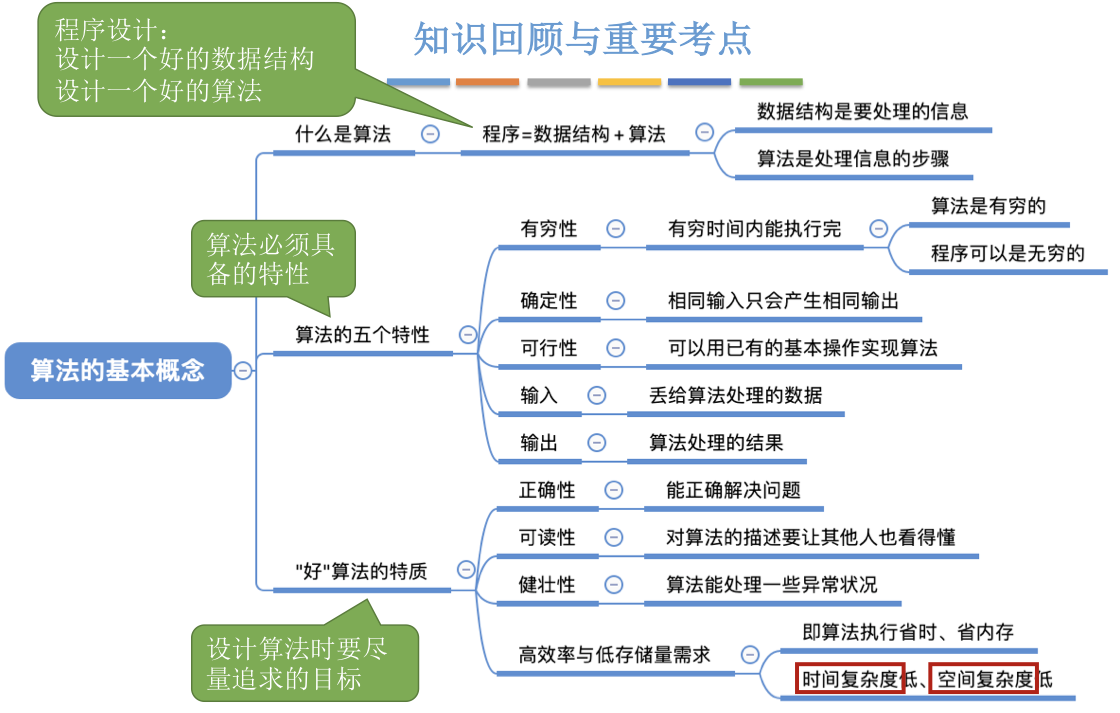 程序设计：
设计一个好的数据结构
设计一个好的算法
知识回顾与重要考点
什么是算法
程序=数据结构+算法
数据结构是要处理的信息
算法是处理信息的步骤
算法必须具
备的特性
算法的基本概念
算法的五个特性
有穷性
有穷时间内能执行完
算法是有穷的
程序可以是无穷的
确定性
相同输入只会产生相同输出
可行性
可以用已有的基本操作实现算法
输入
丢给算法处理的数据
输出
算法处理的结果
"好"算法的特质
正确性
能正确解决问题
可读性
对算法的描述要让其他人也看得懂
健壮性
算法能处理一些异常状况
高效率与低存储量需求
即算法执行省时、省内存
时间复杂度低、空间复杂度低
设计算法时要尽
量追求的目标